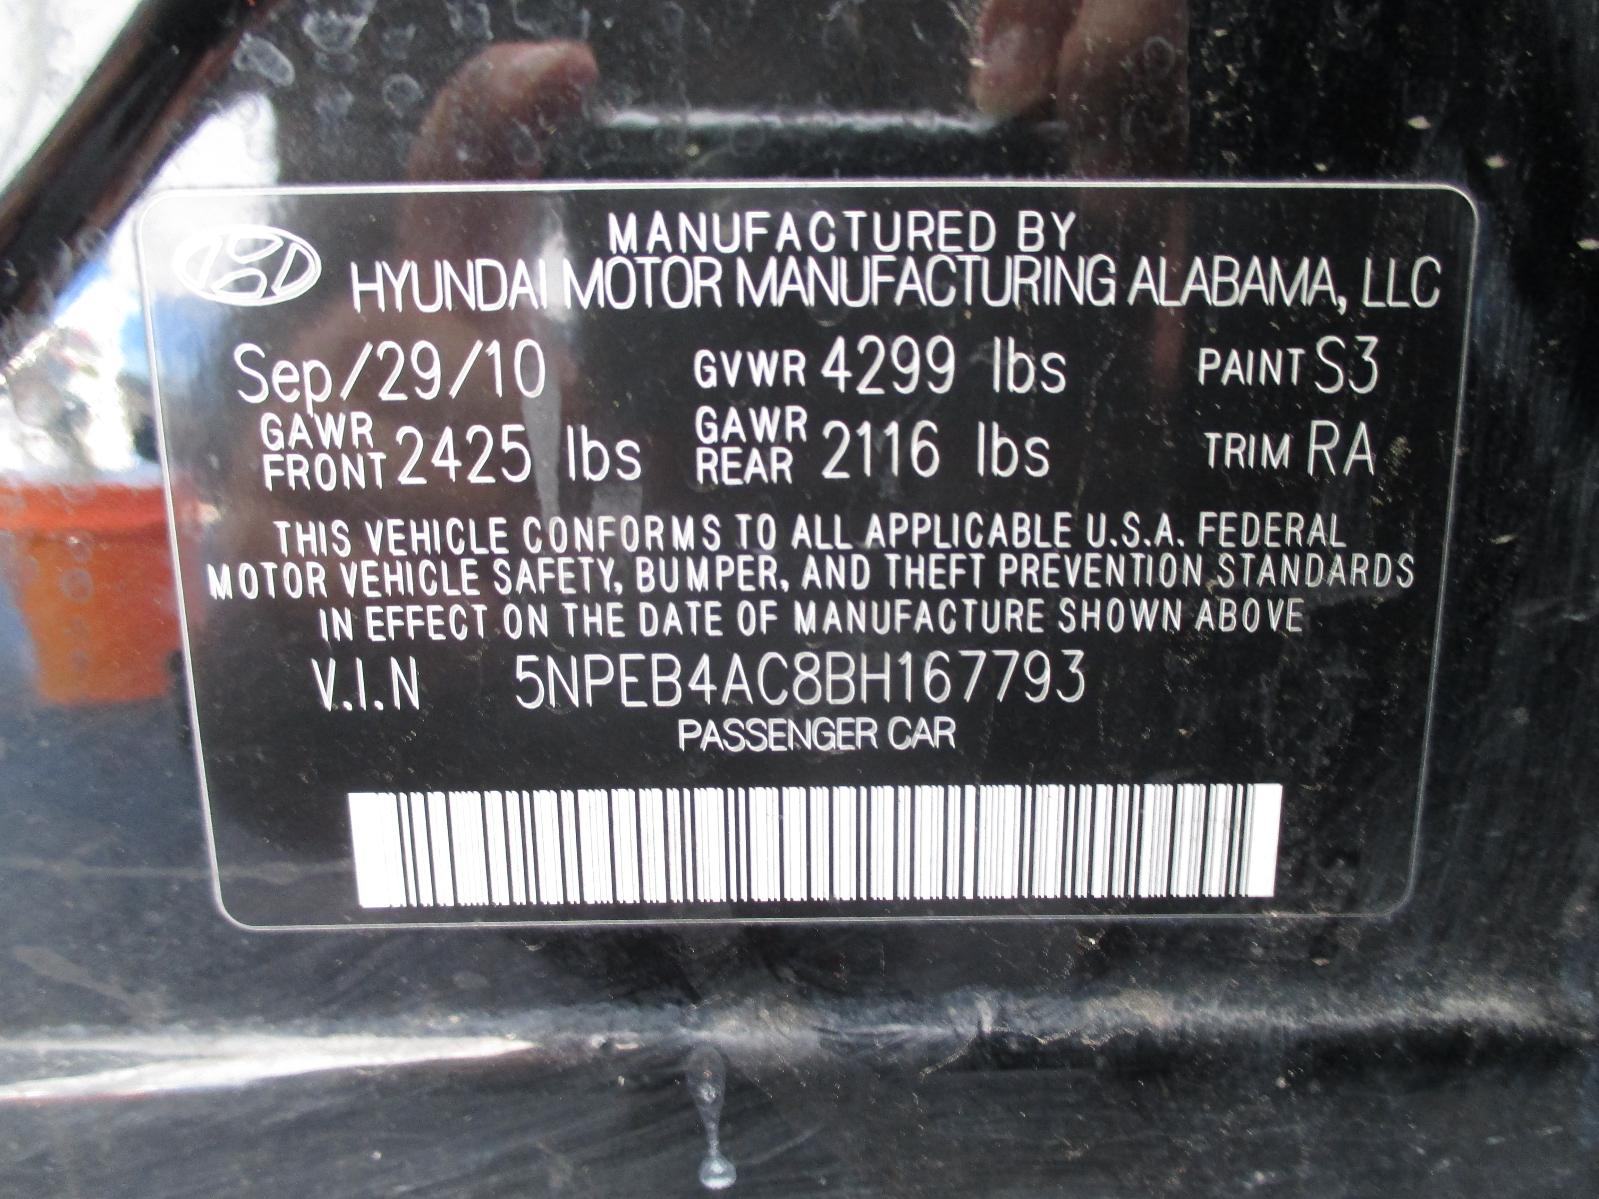 MANUFACTURED BY
HYUNDAI MOTOR MANUFACTURING ALABAMA, LLC
Sep/29/10 GVWR 4299 lbs PAINT S3
GAWR FRONT 2425 lbs GAWR REAR 2116 lbs TRIM RA
THIS VEHICLE CONFORMS TO ALL APPLICABLE U.S.A. FEDERAL
MOTOR VEHICLE SAFETY, BUMPER, AND THEFT PREVENTION STANDARDS
IN EFFECT ON THE DATE OF MANUFACTURE SHOWN ABOVE
V.I.N 5NPEB4AC8BH167793
PASSENGER CAR